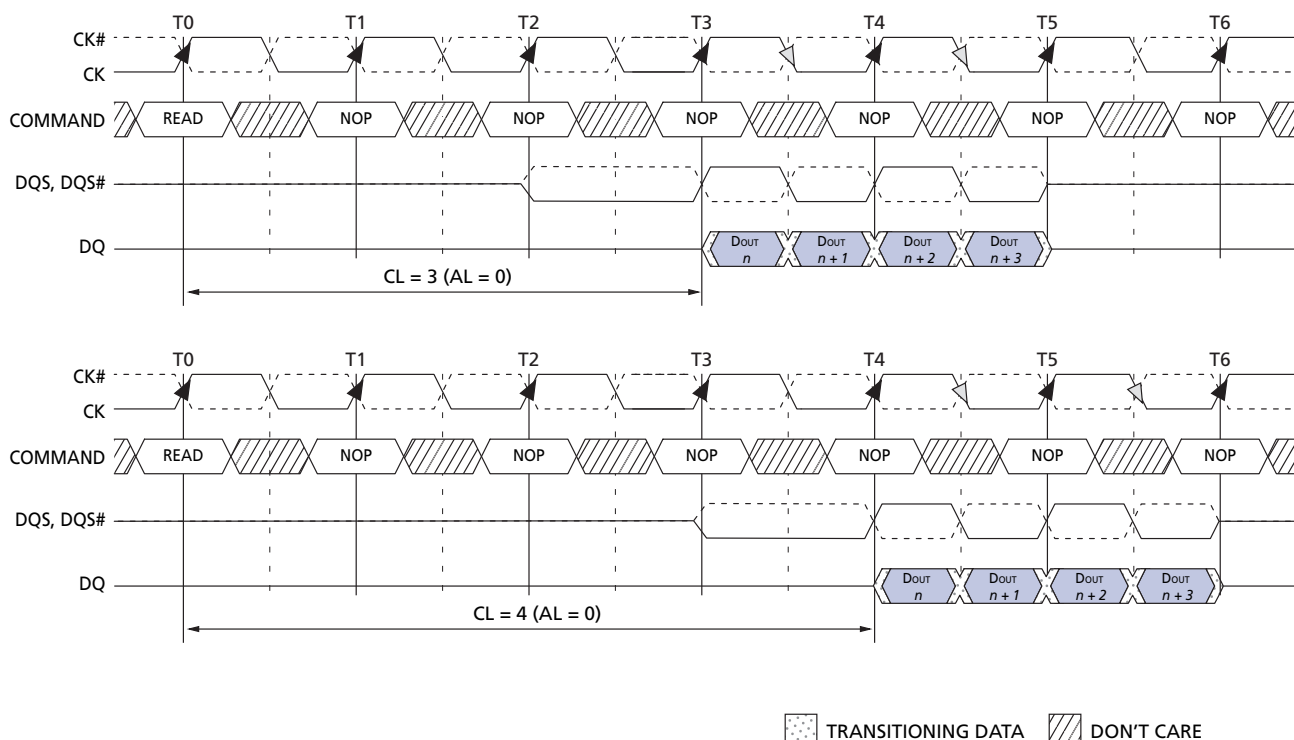 T0 T1 T2 T3 T4 T5 T6
CK#
CK
COMMAND READ NOP NOP NOP NOP NOP NOP
DQS, DQS#
DQ DOUT n DOUT n + 1 DOUT n + 2 DOUT n + 3
CL = 3 (AL = 0)
T0 T1 T2 T3 T4 T5 T6
CK#
CK
COMMAND READ NOP NOP NOP NOP NOP NOP
DQS, DQS#
DQ DOUT n DOUT n + 1 DOUT n + 2 DOUT n + 3
CL = 4 (AL = 0)
TRANSITIONING DATA DON'T CARE